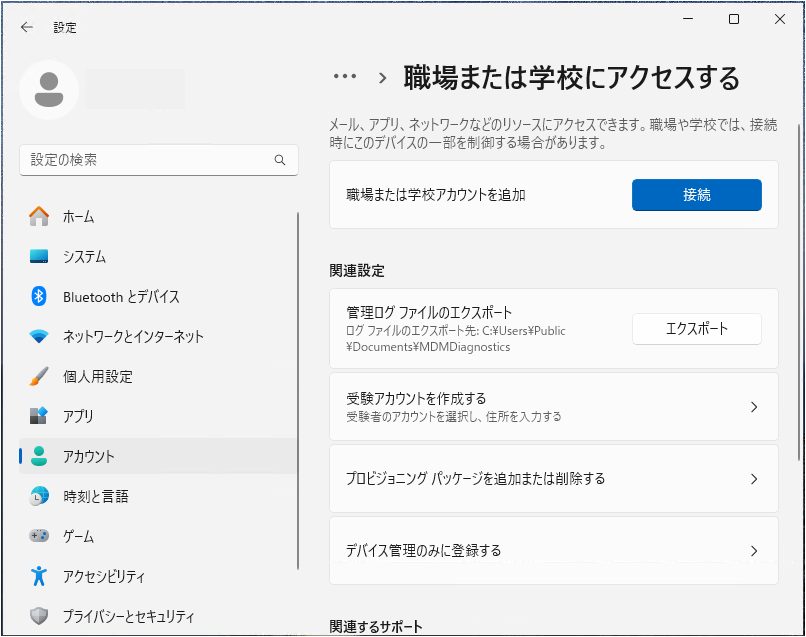 設定
設定の検索
ホーム
システム
Bluetooth とデバイス
ネットワークとインターネット
個人用設定
アプリ
アカウント
時刻と言語
ゲーム
アクセシビリティ
プライバシーとセキュリティ
… › 職場または学校にアクセスする
メール、アプリ、ネットワークなどのリソースにアクセスできます。職場や学校では、接続
時にこのデバイスの一部を制御する場合があります。
職場または学校アカウントを追加
接続
関連設定
管理ログ ファイルのエクスポート
ログ ファイルのエクスポート先: C:¥Users¥Public
¥Documents¥MDMDiagnostics
エクスポート
受験アカウントを作成する
受験者のアカウントを選択し、住所を入力する
プロビジョニング パッケージを追加または削除する
デバイス管理のみに登録する
関連するサポート